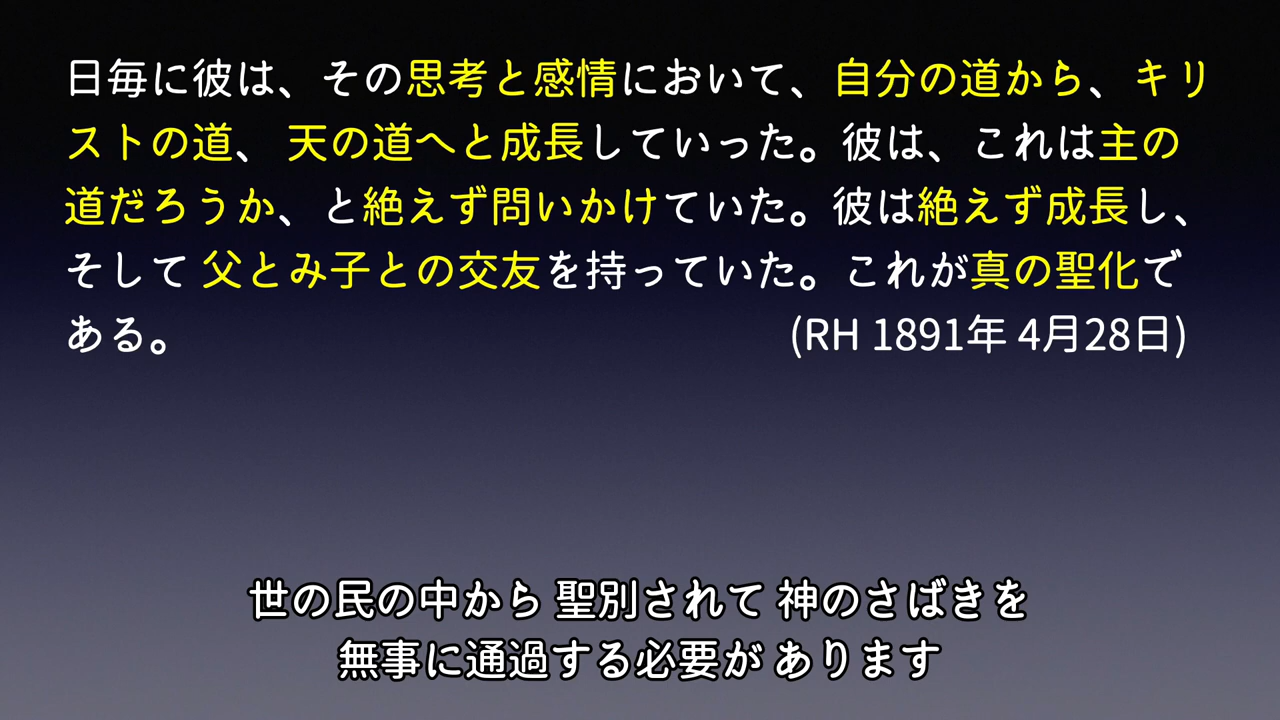 日毎に彼は、その思考と感情において、自分の道から、キリ
ストの道、 天の道へと成長していった。彼は、これは主の
道だろうか、と絶えず問いかけていた。彼は絶えず成長し、
そして 父とみ子との交友を持っていた。これが真の聖化で
ある。 (RH 1891年 4月28日)
世の民の中から 聖別されて 神のさばきを
無事に通過する必要が あります